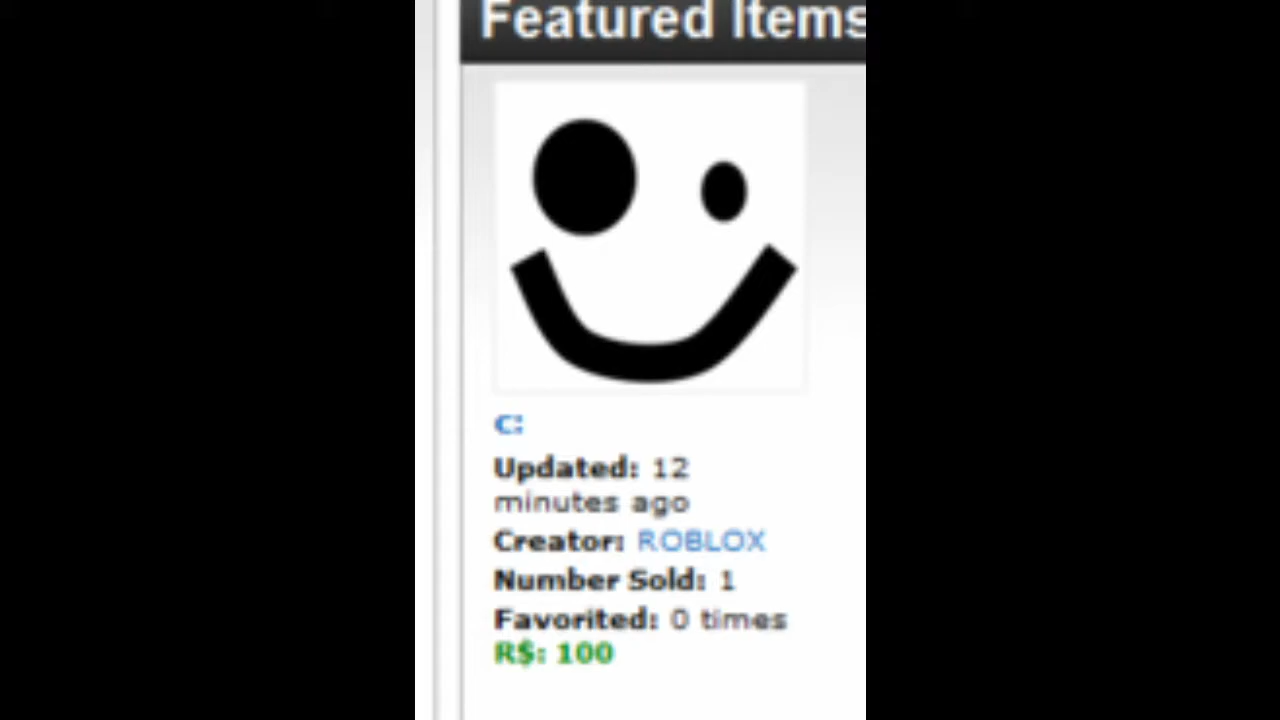 Featured Items
c:
Updated: 12
minutes ago
Creator: ROBLOX
Number Sold: 1
Favorited: 0 times
R$: 100